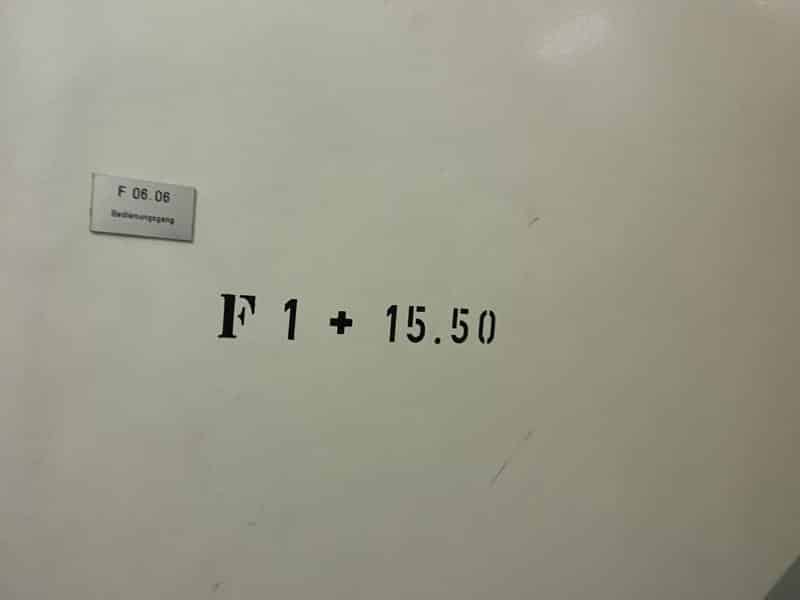 F 06.06
Bedienungsgang
F 1 + 15.50